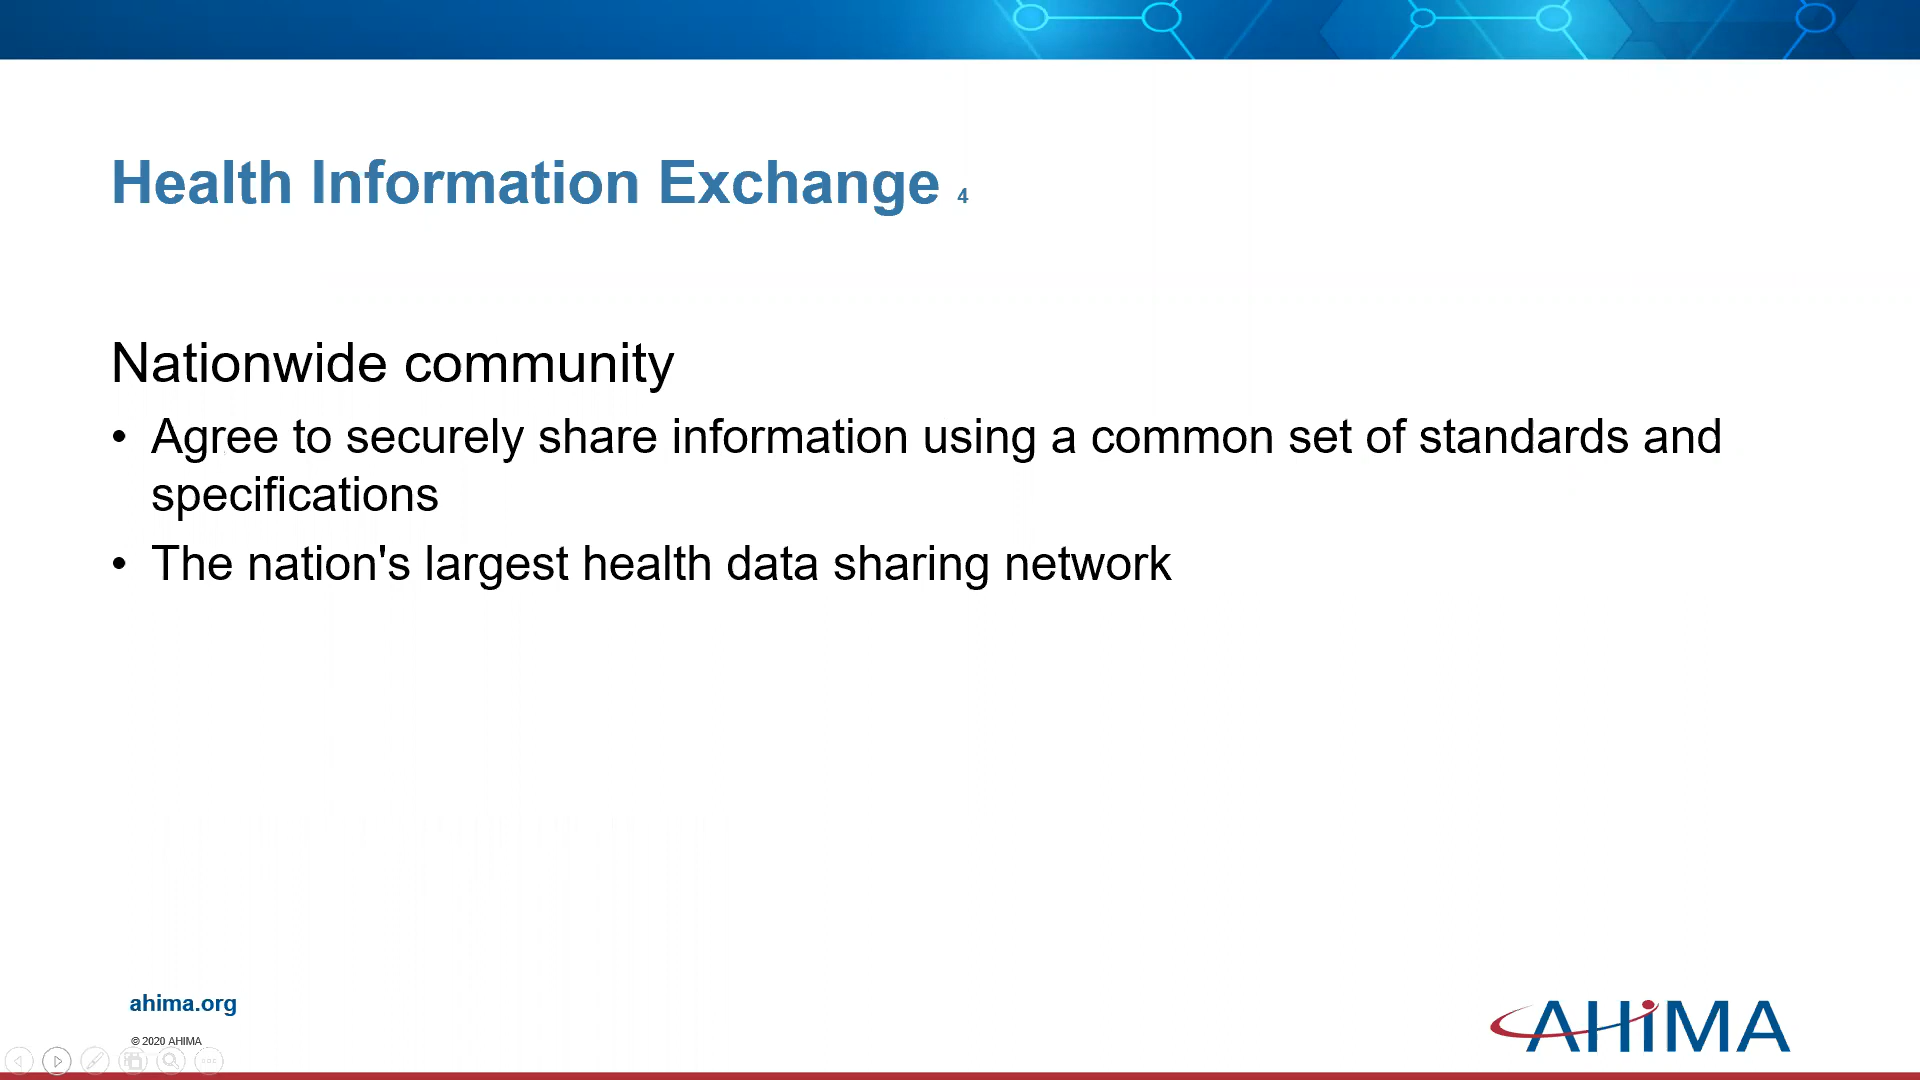 Health Information Exchange 4
Nationwide community
• Agree to securely share information using a common set of standards and
specifications
• The nation's largest health data sharing network
ahima.org
© 2020 AHIMA
AHiMA